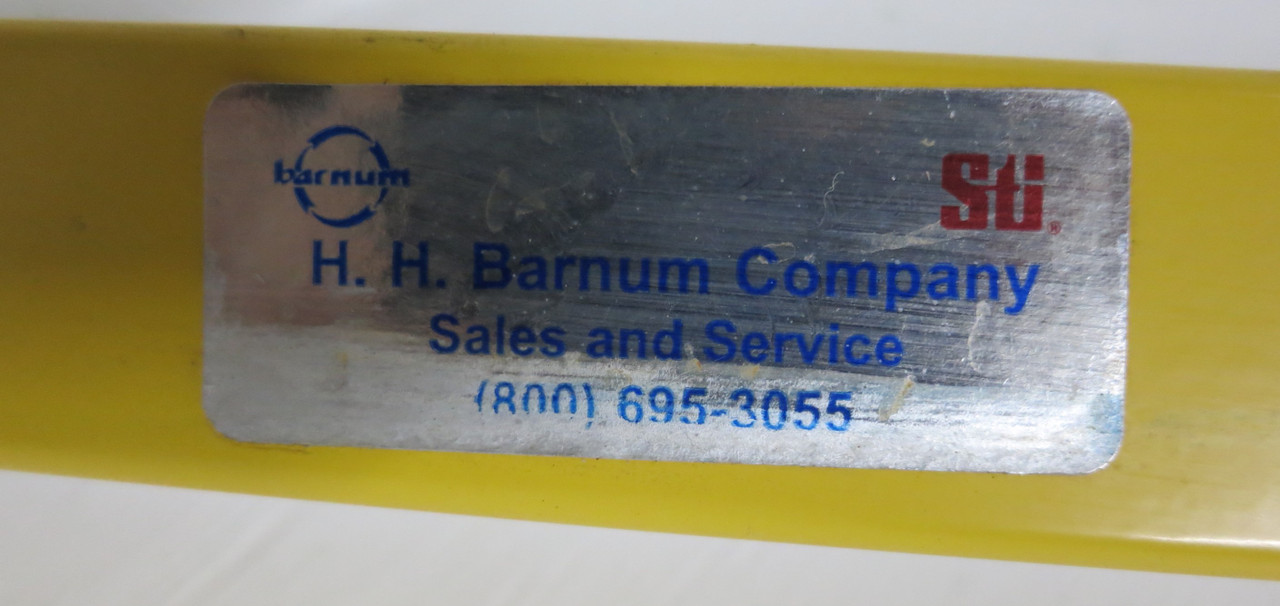 barnum
Sti®
H. H. Barnum Company
Sales and Service
(800) 695-3055